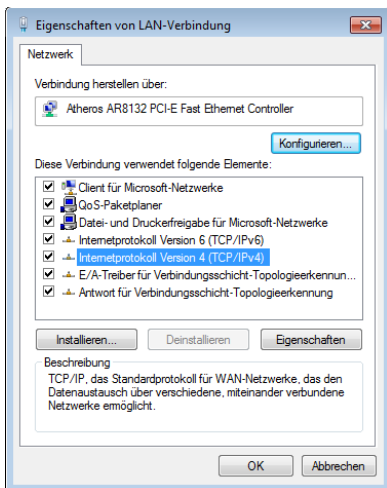 Eigenschaften von LAN-Verbindung
Netzwerk
Verbindung herstellen über:
Atheros AR8132 PCI-E Fast Ethernet Controller
Konfigurieren...
Diese Verbindung verwendet folgende Elemente:
Client für Microsoft-Netzwerke
QoS-Paketplaner
Datei- und Druckerfreigabe für Microsoft-Netzwerke
Internetprotokoll Version 6 (TCP/IPv6)
Internetprotokoll Version 4 (TCP/IPv4)
E/A-Treiber für Verbindungsschicht-Topologieerkennun...
Antwort für Verbindungsschicht-Topologieerkennung
Installieren... Deinstallieren Eigenschaften
Beschreibung
TCP/IP, das Standardprotokoll für WAN-Netzwerke, das den
Datenaustausch über verschiedene, miteinander verbundene
Netzwerke ermöglicht.
OK Abbrechen